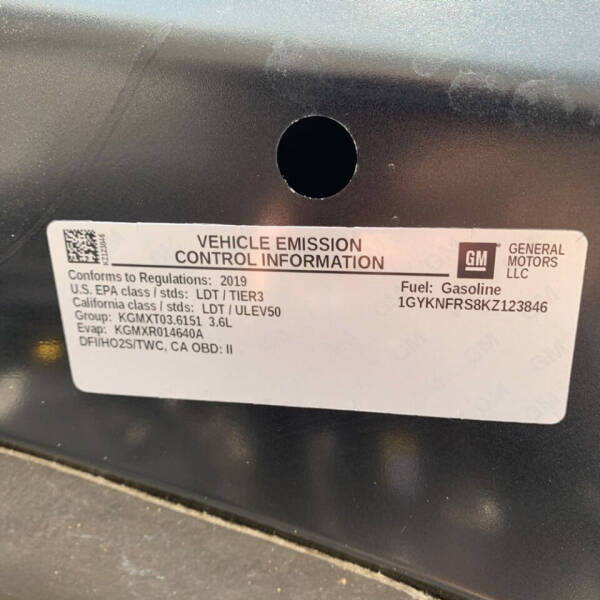 KZ123846
VEHICLE EMISSION
CONTROL INFORMATION
GM
GENERAL
MOTORS
LLC
Conforms to Regulations: 2019
U.S. EPA class / stds: LDT / TIER3
California class / stds: LDT / ULEV50
Group: KGMXT03.6151 3.6L
Evap: KGMXR014640A
DFI/HO2S/TWC, CA OBD: II
Fuel: Gasoline
1GYKNFRS8KZ123846